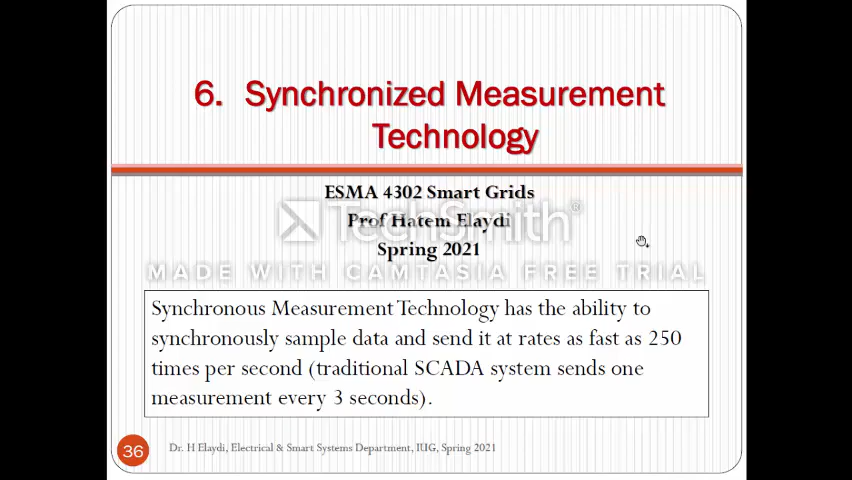 6. Synchronized Measurement
Technology
ESMA 4302 Smart Grids
Prof Hatem Elaydi
TechSmith®
Spring 2021
MADE WITH CAMTASIA FREE TRIAL
Synchronous Measurement Technology has the ability to
synchronously sample data and send it at rates as fast as 250
times per second (traditional SCADA system sends one
measurement every 3 seconds).
36
Dr. H Elaydi, Electrical & Smart Systems Department, IUG, Spring 2021